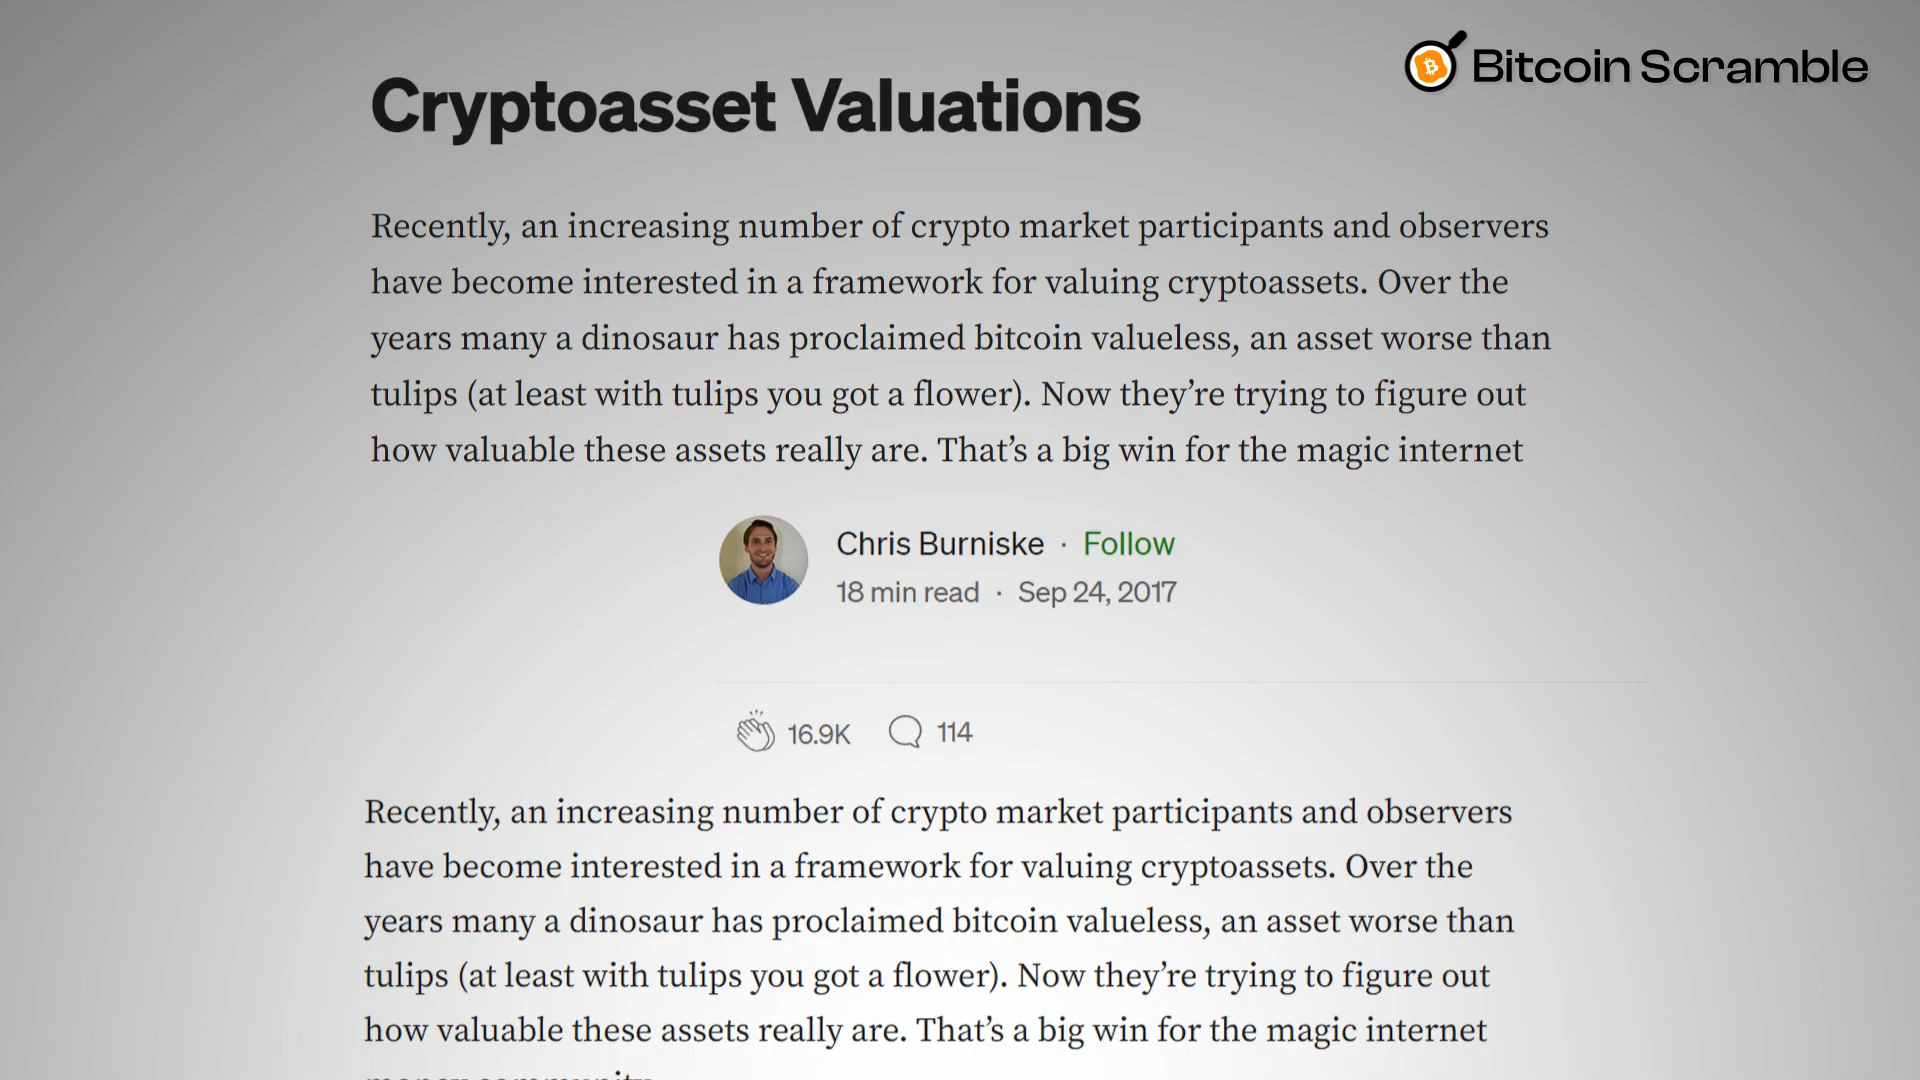 Bitcoin Scramble
Cryptoasset Valuations
Recently, an increasing number of crypto market participants and observers
have become interested in a framework for valuing cryptoassets. Over the
years many a dinosaur has proclaimed bitcoin valueless, an asset worse than
tulips (at least with tulips you got a flower). Now they’re trying to figure out
how valuable these assets really are. That’s a big win for the magic internet
Chris Burniske · Follow
18 min read · Sep 24, 2017
16.9K 114
Recently, an increasing number of crypto market participants and observers
have become interested in a framework for valuing cryptoassets. Over the
years many a dinosaur has proclaimed bitcoin valueless, an asset worse than
tulips (at least with tulips you got a flower). Now they’re trying to figure out
how valuable these assets really are. That’s a big win for the magic internet